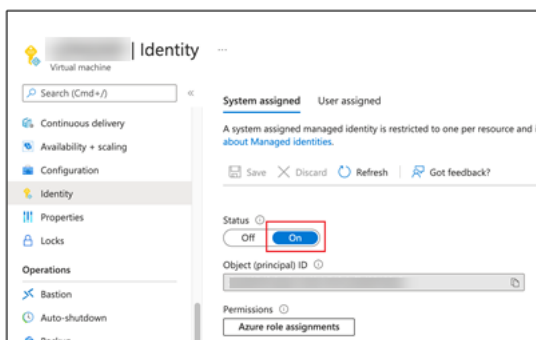 | Identity ...
Virtual machine
Search (Cmd+/)
«
Continuous delivery
Availability + scaling
Configuration
Identity
Properties
Locks
Operations
Bastion
Auto-shutdown
System assigned User assigned
A system assigned managed identity is restricted to one per resource and i
about Managed identities.
Save Discard Refresh Got feedback?
Status
Off On
Object (principal) ID
Permissions
Azure role assignments